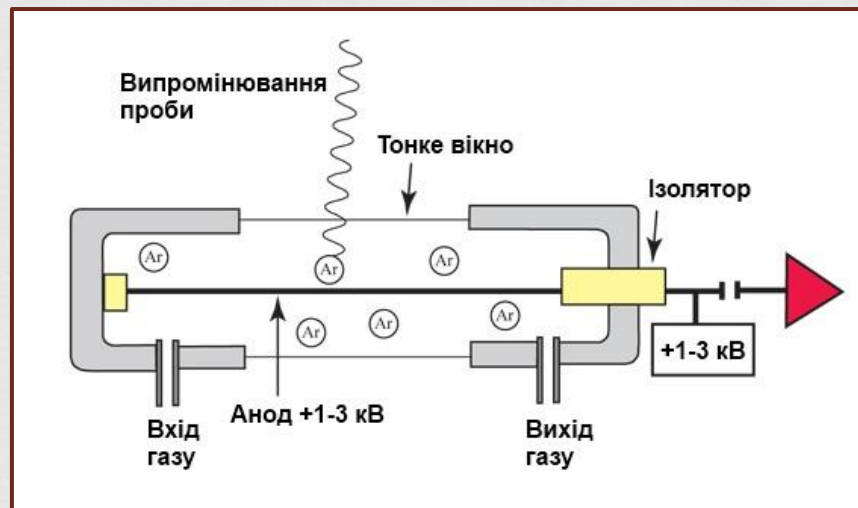 Випромінювання
проби
Тонке вікно
Ізолятор
Ar
Ar
Ar
Ar
Ar
Ar
+1-3 кВ
Анод +1-3 кВ
Вхід
газу
Вихід
газу